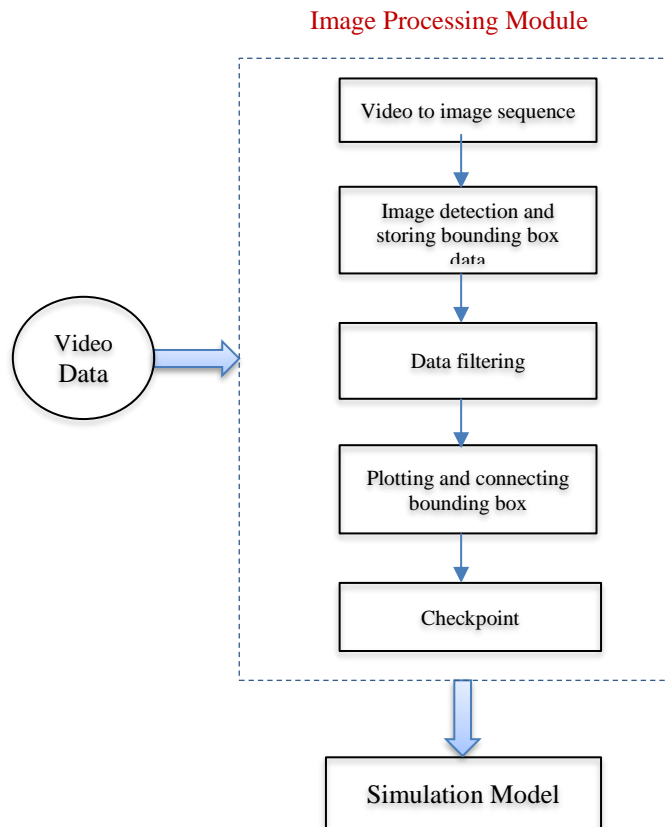 Image Processing Module
Video to image sequence
Image detection and
storing bounding box
data
Video
Data
Data filtering
Plotting and connecting
bounding box
Checkpoint
Simulation Model